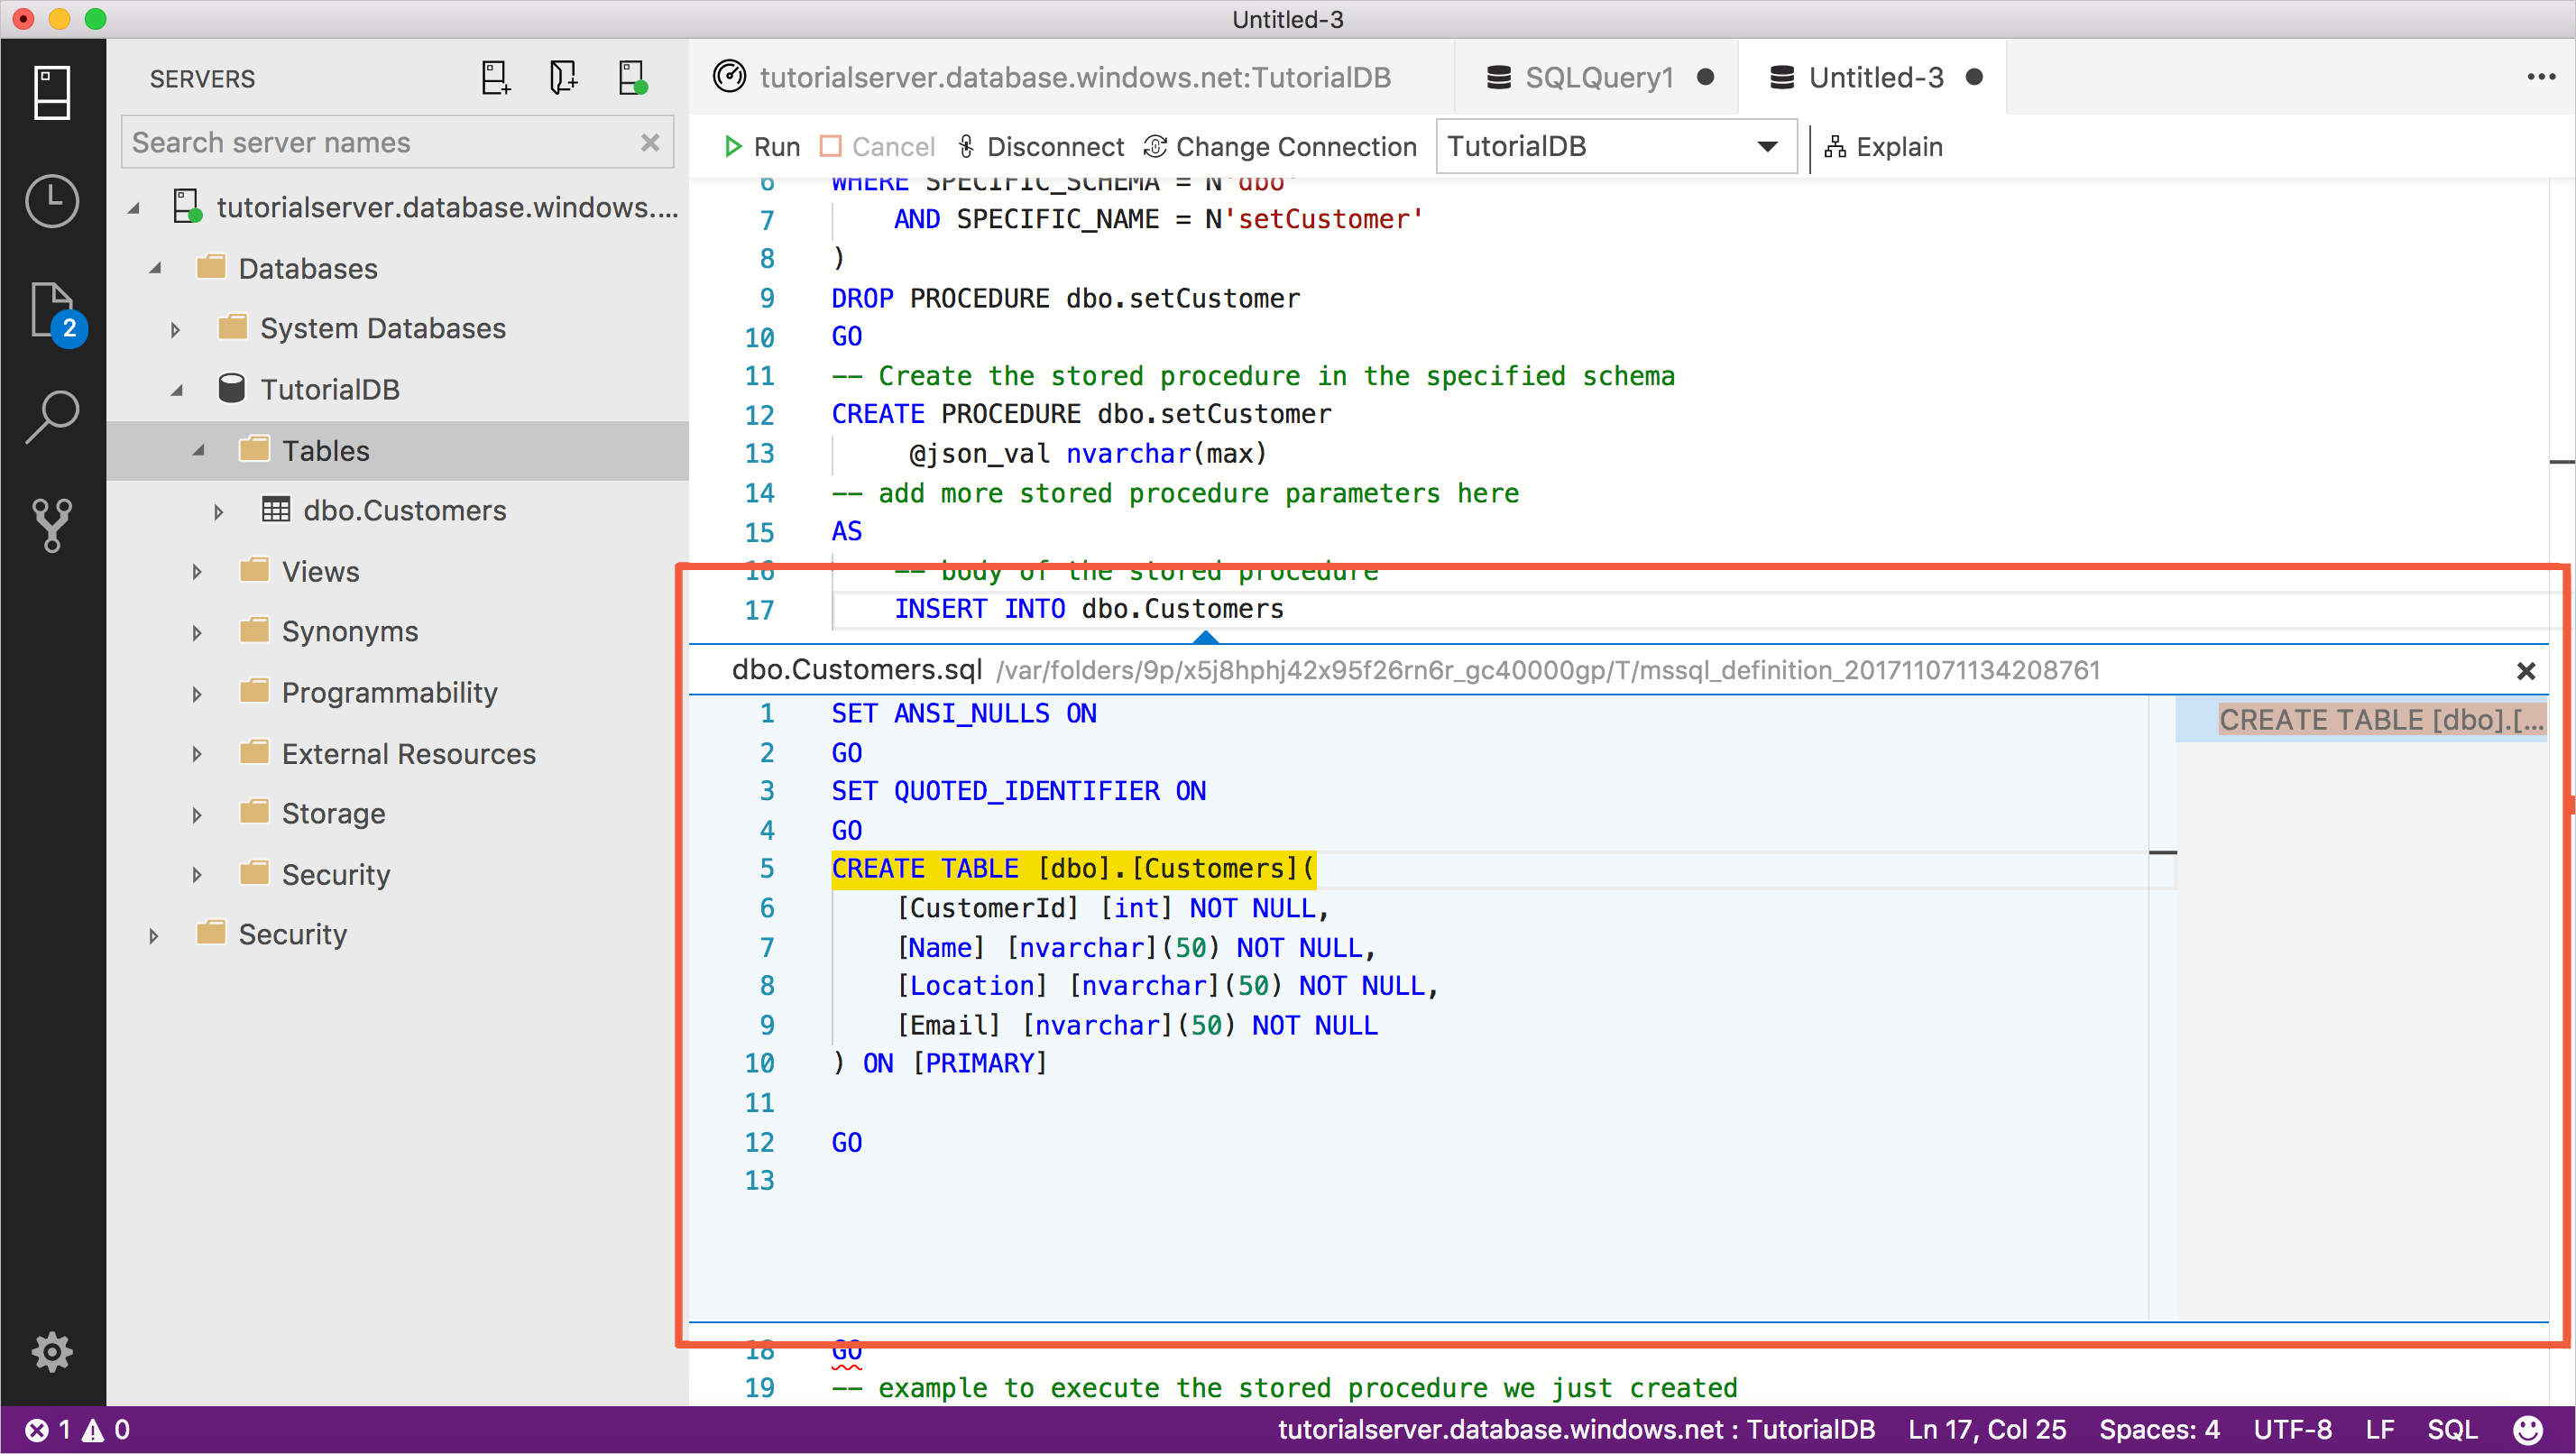 Untitled-3
SERVERS
Search server names
tutorialserver.database.windows....
Databases
System Databases
TutorialDB
Tables
dbo.Customers
Views
Synonyms
Programmability
External Resources
Storage
Security
Security
2
tutorialserver.database.windows.net:TutorialDB
SQLQuery1
Untitled-3
Run Cancel Disconnect Change Connection TutorialDB Explain
6 WHERE SPECIFIC_SCHEMA = N'dbo'
7 AND SPECIFIC_NAME = N'setCustomer'
8 )
9 DROP PROCEDURE dbo.setCustomer
10 GO
11 -- Create the stored procedure in the specified schema
12 CREATE PROCEDURE dbo.setCustomer
13 @json_val nvarchar(max)
14 -- add more stored procedure parameters here
15 AS
16 -- body of the stored procedure
17 INSERT INTO dbo.Customers
dbo.Customers.sql /var/folders/9p/x5j8hphj42x95f26rn6r_gc40000gp/T/mssql_definition_201711071134208761
1 SET ANSI_NULLS ON
2 GO
3 SET QUOTED_IDENTIFIER ON
4 GO
5 CREATE TABLE [dbo].[Customers](
6 [CustomerId] [int] NOT NULL,
7 [Name] [nvarchar](50) NOT NULL,
8 [Location] [nvarchar](50) NOT NULL,
9 [Email] [nvarchar](50) NOT NULL
10 ) ON [PRIMARY]
11
12 GO
13
CREATE TABLE [dbo].[...
18 GO
19 -- example to execute the stored procedure we just created
1 0
tutorialserver.database.windows.net : TutorialDB Ln 17, Col 25 Spaces: 4 UTF-8 LF SQL